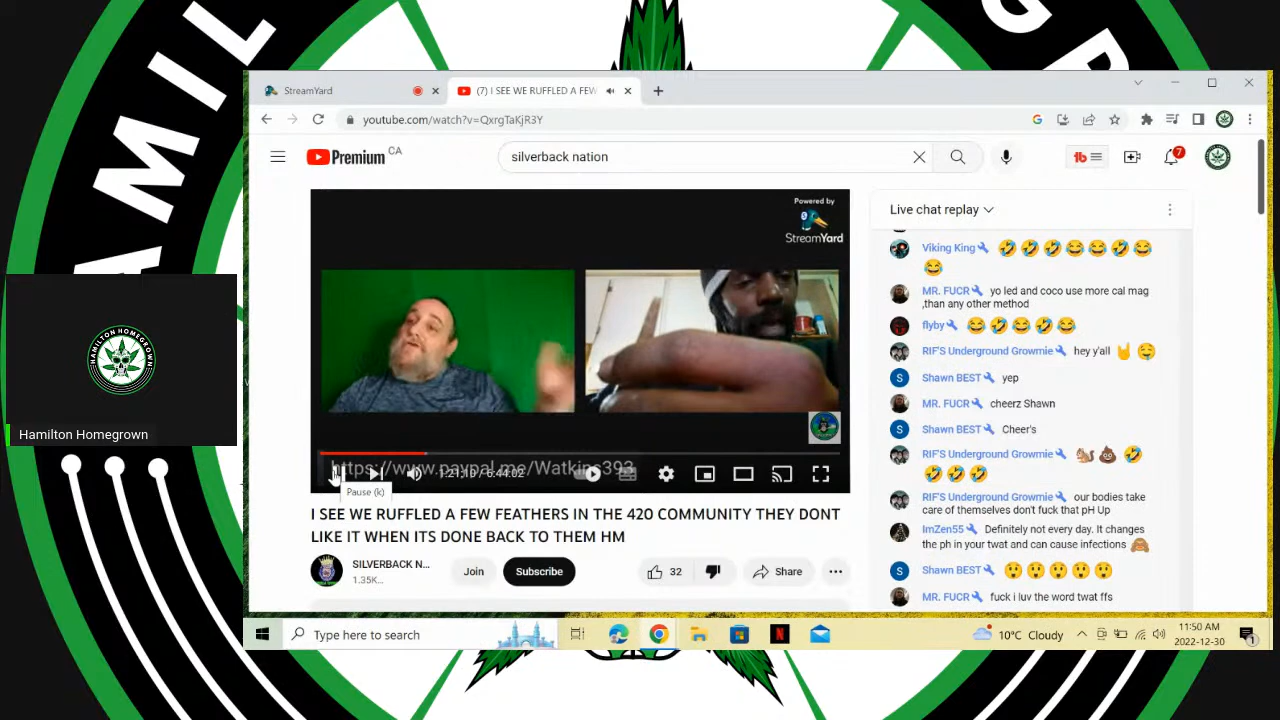 HAMILTON HOMEGROWN
Hamilton Homegrown
StreamYard
(7) I SEE WE RUFFLED A FEW
youtube.com/watch?v=QxrgTaKjR3Y
Premium CA
silverback nation
7
Powered by
StreamYard
https://www.paypal.me/Watkins393
1:21:10 / 6:44:02
Pause (k)
I SEE WE RUFFLED A FEW FEATHERS IN THE 420 COMMUNITY THEY DONT
LIKE IT WHEN ITS DONE BACK TO THEM HM
SILVERBACK N...
1.35K...
Join
Subscribe
32
Share
Live chat replay
Viking King 🤣🤣🤣😂😂🤣😂
😂
MR. FUCR yo led and coco use more cal mag
,than any other method
flyby 😂🤣😂🤣😂
RIF'S Underground Growmie hey y'all 🤘🤤
S Shawn BEST yep
MR. FUCR cheerz Shawn
S Shawn BEST Cheer's
RIF'S Underground Growmie 🐿️💩🤣
🤣🤣🤣
RIF'S Underground Growmie our bodies take
care of themselves don't fuck that pH Up
ImZen55 Definitely not every day. It changes
the ph in your twat and can cause infections 🙈
S Shawn BEST 😲😲😲😲😲
MR. FUCR fuck i luv the word twat ffs
Type here to search
10°C Cloudy
11:50 AM
2022-12-30
1